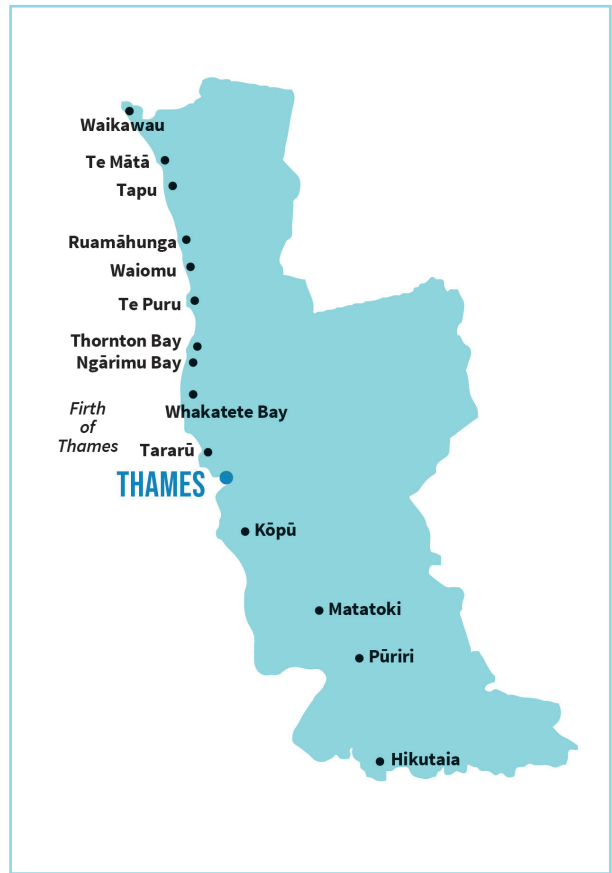 Waikawau
Te Mātā
Tapu
Ruamāhunga
Waiomu
Te Puru
Thornton Bay
Ngārimu Bay
Whakatete Bay
Firth
of
Thames
Tararū
THAMES
Kōpū
Matatoki
Pūriri
Hikutaia